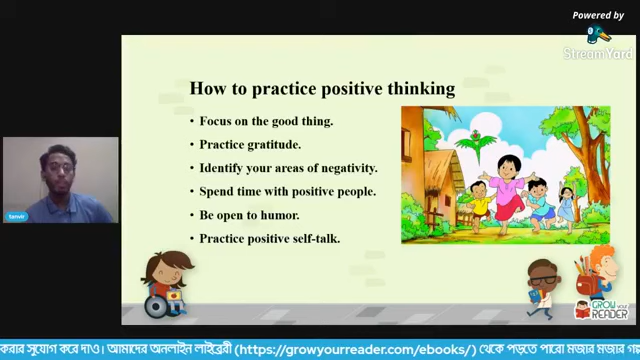 Powered by
StreamYard
How to practice positive thinking
• Focus on the good thing.
• Practice gratitude.
• Identify your areas of negativity.
• Spend time with positive people.
• Be open to humor.
• Practice positive self-talk.
tanvir
GROW your
READER
করার সুযোগ করে দাও। আমাদের অনলাইন লাইব্রেরী (https://growyourreader.com/ebooks/) থেকে পড়তে পারো মজার মজার